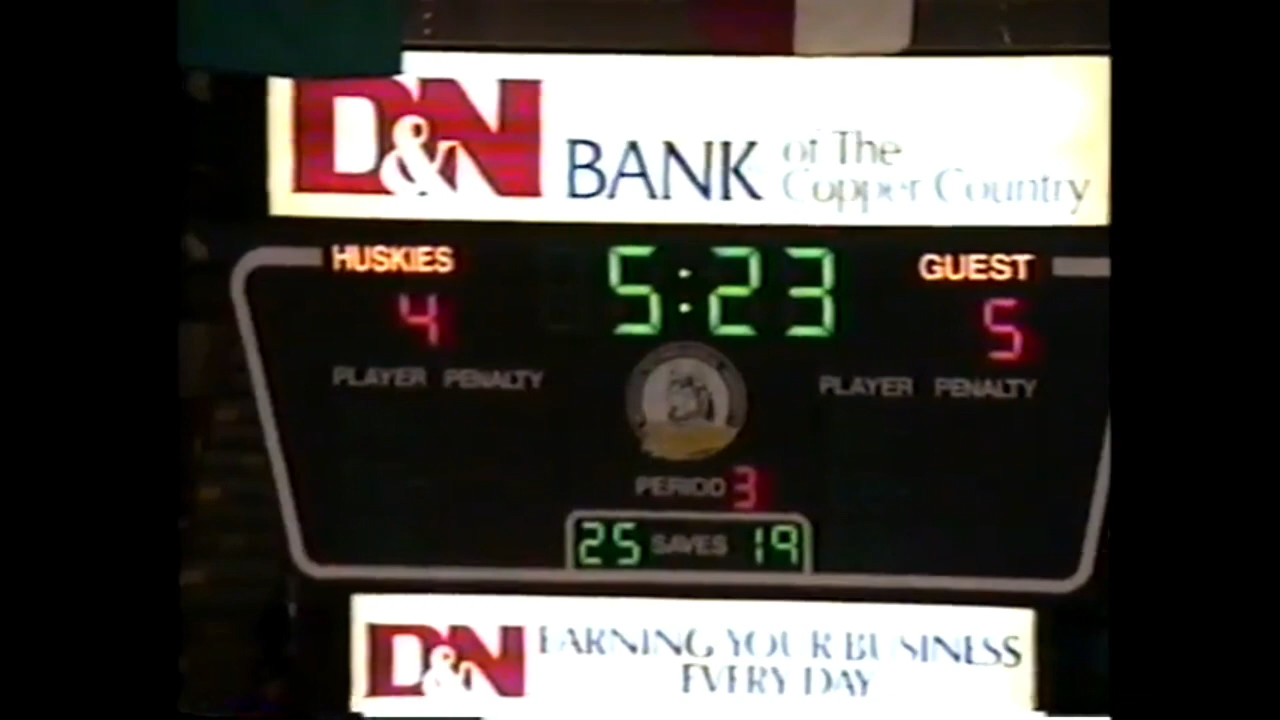 D&N BANK of The
Copper Country
HUSKIES 5:23 GUEST
4 5
PLAYER PENALTY PLAYER PENALTY
PERIOD 3
25 SAVES 19
D&N EARNING YOUR BUSINESS
EVERY DAY